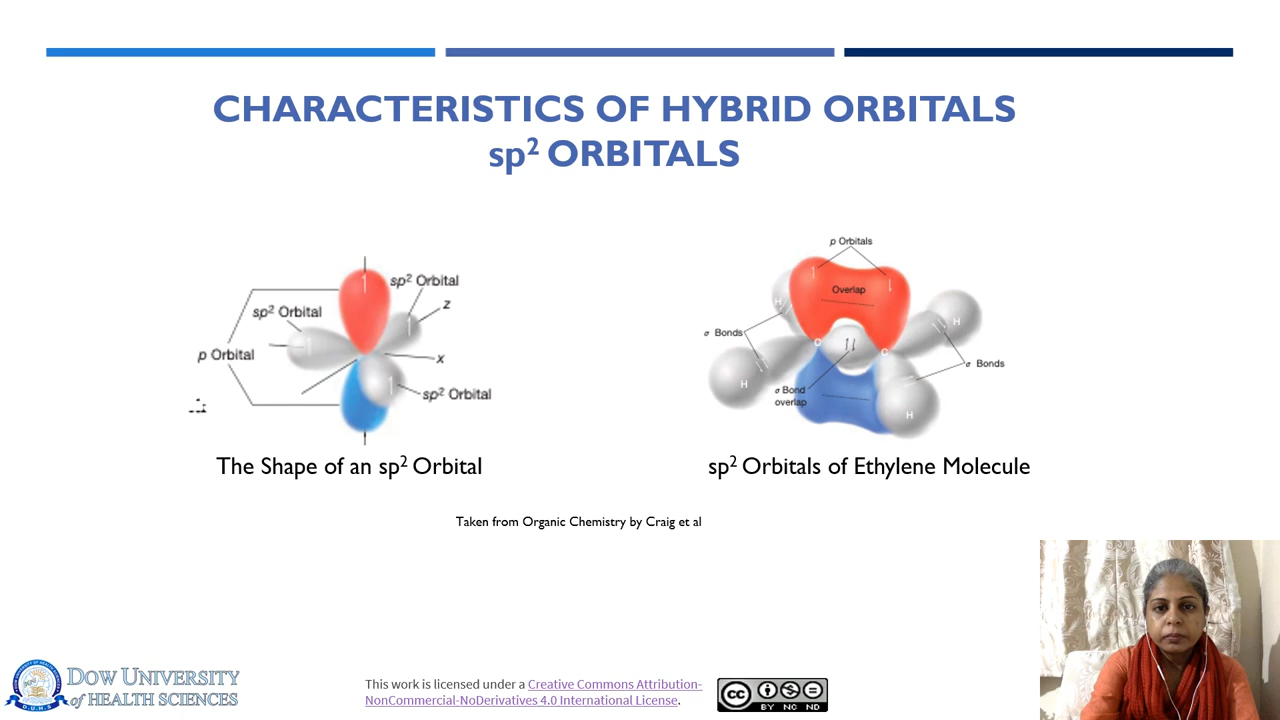 CHARACTERISTICS OF HYBRID ORBITALS
sp² ORBITALS
sp² Orbital
z
sp² Orbital
p Orbital
x
sp² Orbital
The Shape of an sp² Orbital
p Orbitals
Overlap
H
H
σ Bonds
C
C
σ Bonds
H
σ Bond
overlap
H
sp² Orbitals of Ethylene Molecule
Taken from Organic Chemistry by Craig et al
DOW UNIVERSITY
of HEALTH SCIENCES
D.U.H.S
This work is licensed under a Creative Commons Attribution-
NonCommercial-NoDerivatives 4.0 International License.
cc
BY NC ND